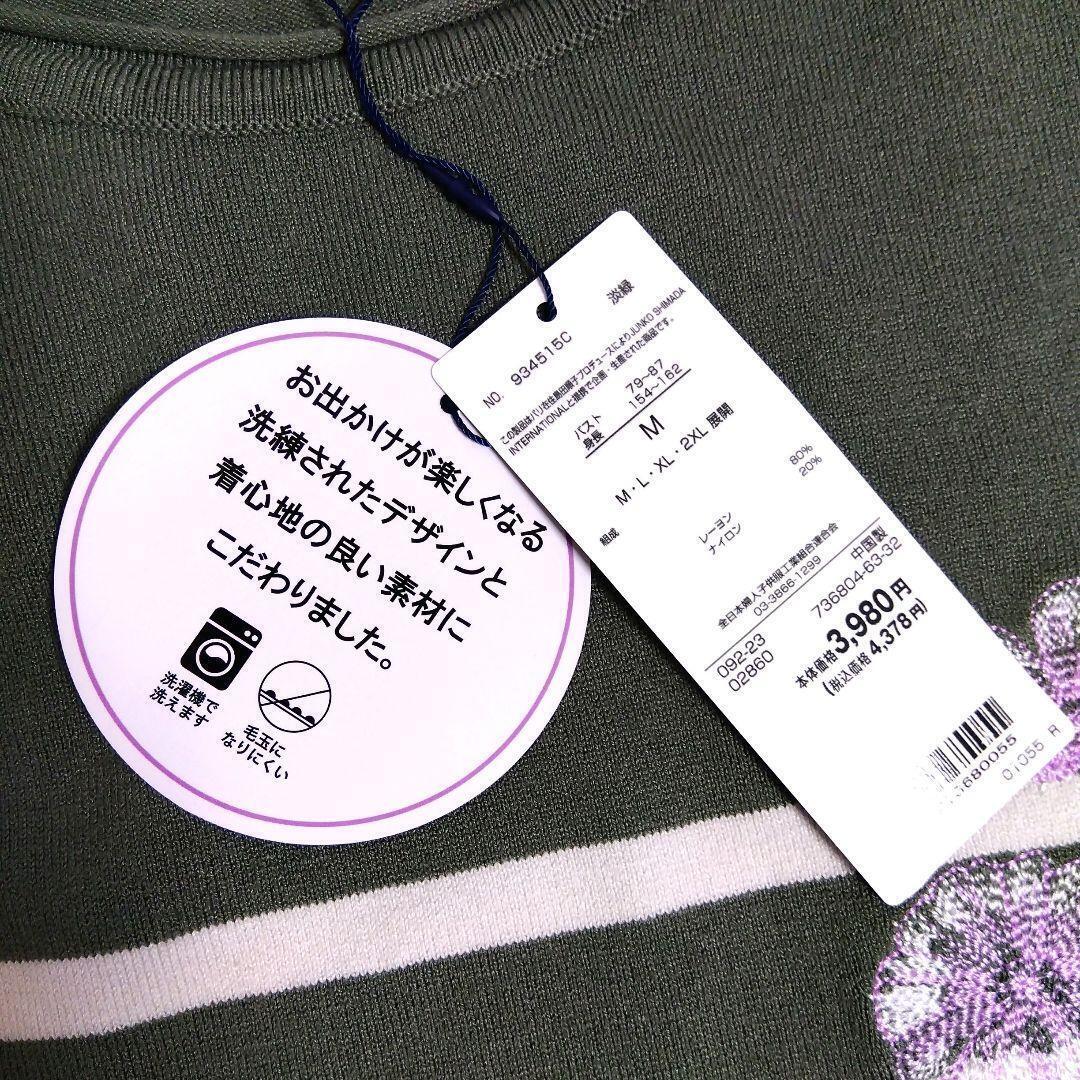 お出かけが楽しくなる
洗練されたデザインと
着心地の良い素材に
こだわりました。
洗濯機で
洗えます
毛玉に
なりにくい
NO. 934515C 淡緑
この製品はパリ在住島田順子プロデュースによりJUNKO SHIMADA
INTERNATIONALと提携で企画・生産された商品です。
バスト 79~87
身長 154~162
M
M・L・XL・2XL 展開
組成
レーヨン 80%
ナイロン 20%
全日本婦人子供服工業組合連合会
03-3866-1299
中国製
092-23 736804-63-32
02860
本体価格3,980円
(税込価格 4,378円)
680055
01055 R